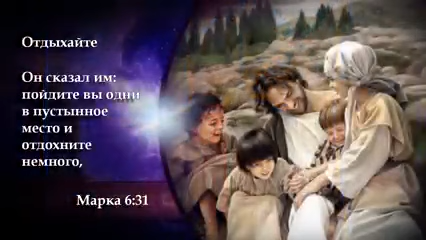 Отдыхайте
Он сказал им:
пойдите вы одни
в пустынное
место и
отдохните
немного,
Марка 6:31